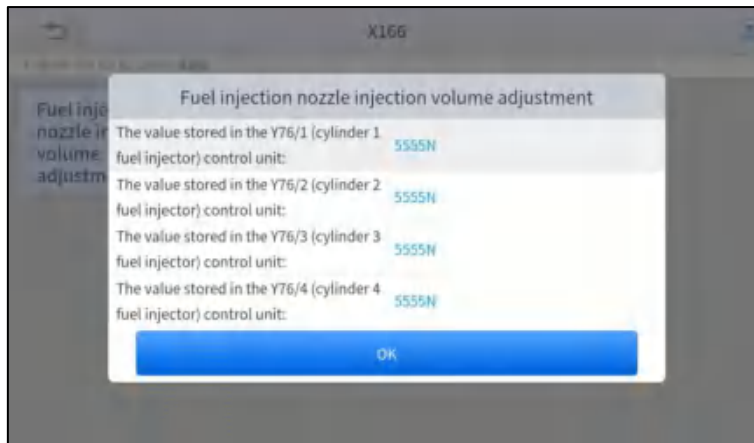 X166
Fuel inje
nozzle in
volume
adjustm
Fuel injection nozzle injection volume adjustment
The value stored in the Y76/1 (cylinder 1
fuel injector) control unit:
5555N
The value stored in the Y76/2 (cylinder 2
fuel injector) control unit:
5555N
The value stored in the Y76/3 (cylinder 3
fuel injector) control unit:
5555N
The value stored in the Y76/4 (cylinder 4
fuel injector) control unit:
5555N
OK